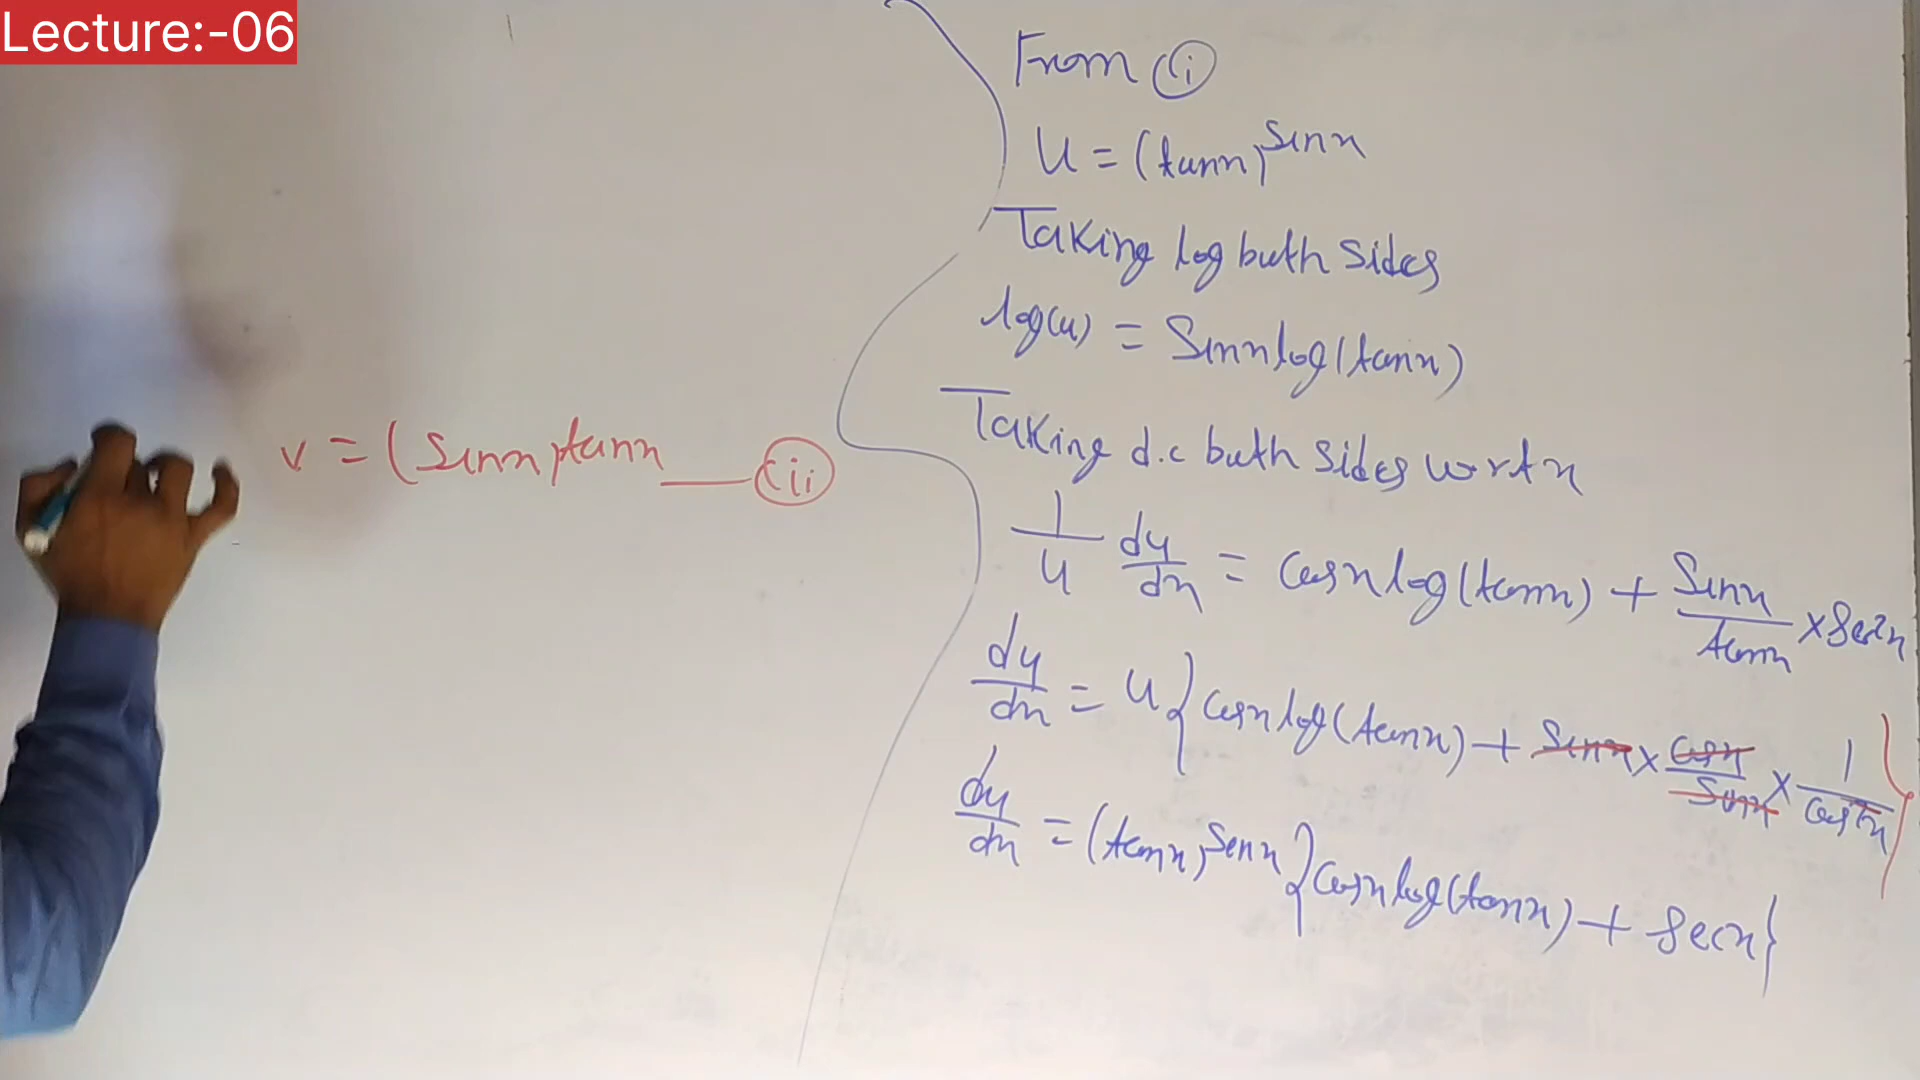 Lecture:-06
v = (Sinx)tanx ___ (ii)
From (i)
U = (tanx)^Sinx
Taking log both Sides
log(u) = Sinx log(tanx)
Taking d.c both Sides w r t x
1/u dy/dx = Cosx log(tanx) + Sinx/tanx × Sec²x
dy/dx = u{Cosx log(tanx) + Sinx × Cosx/Sinx × 1/Cos²x}
dy/dx = (tanx)^Sinx {Cosx log(tanx) + Secx}